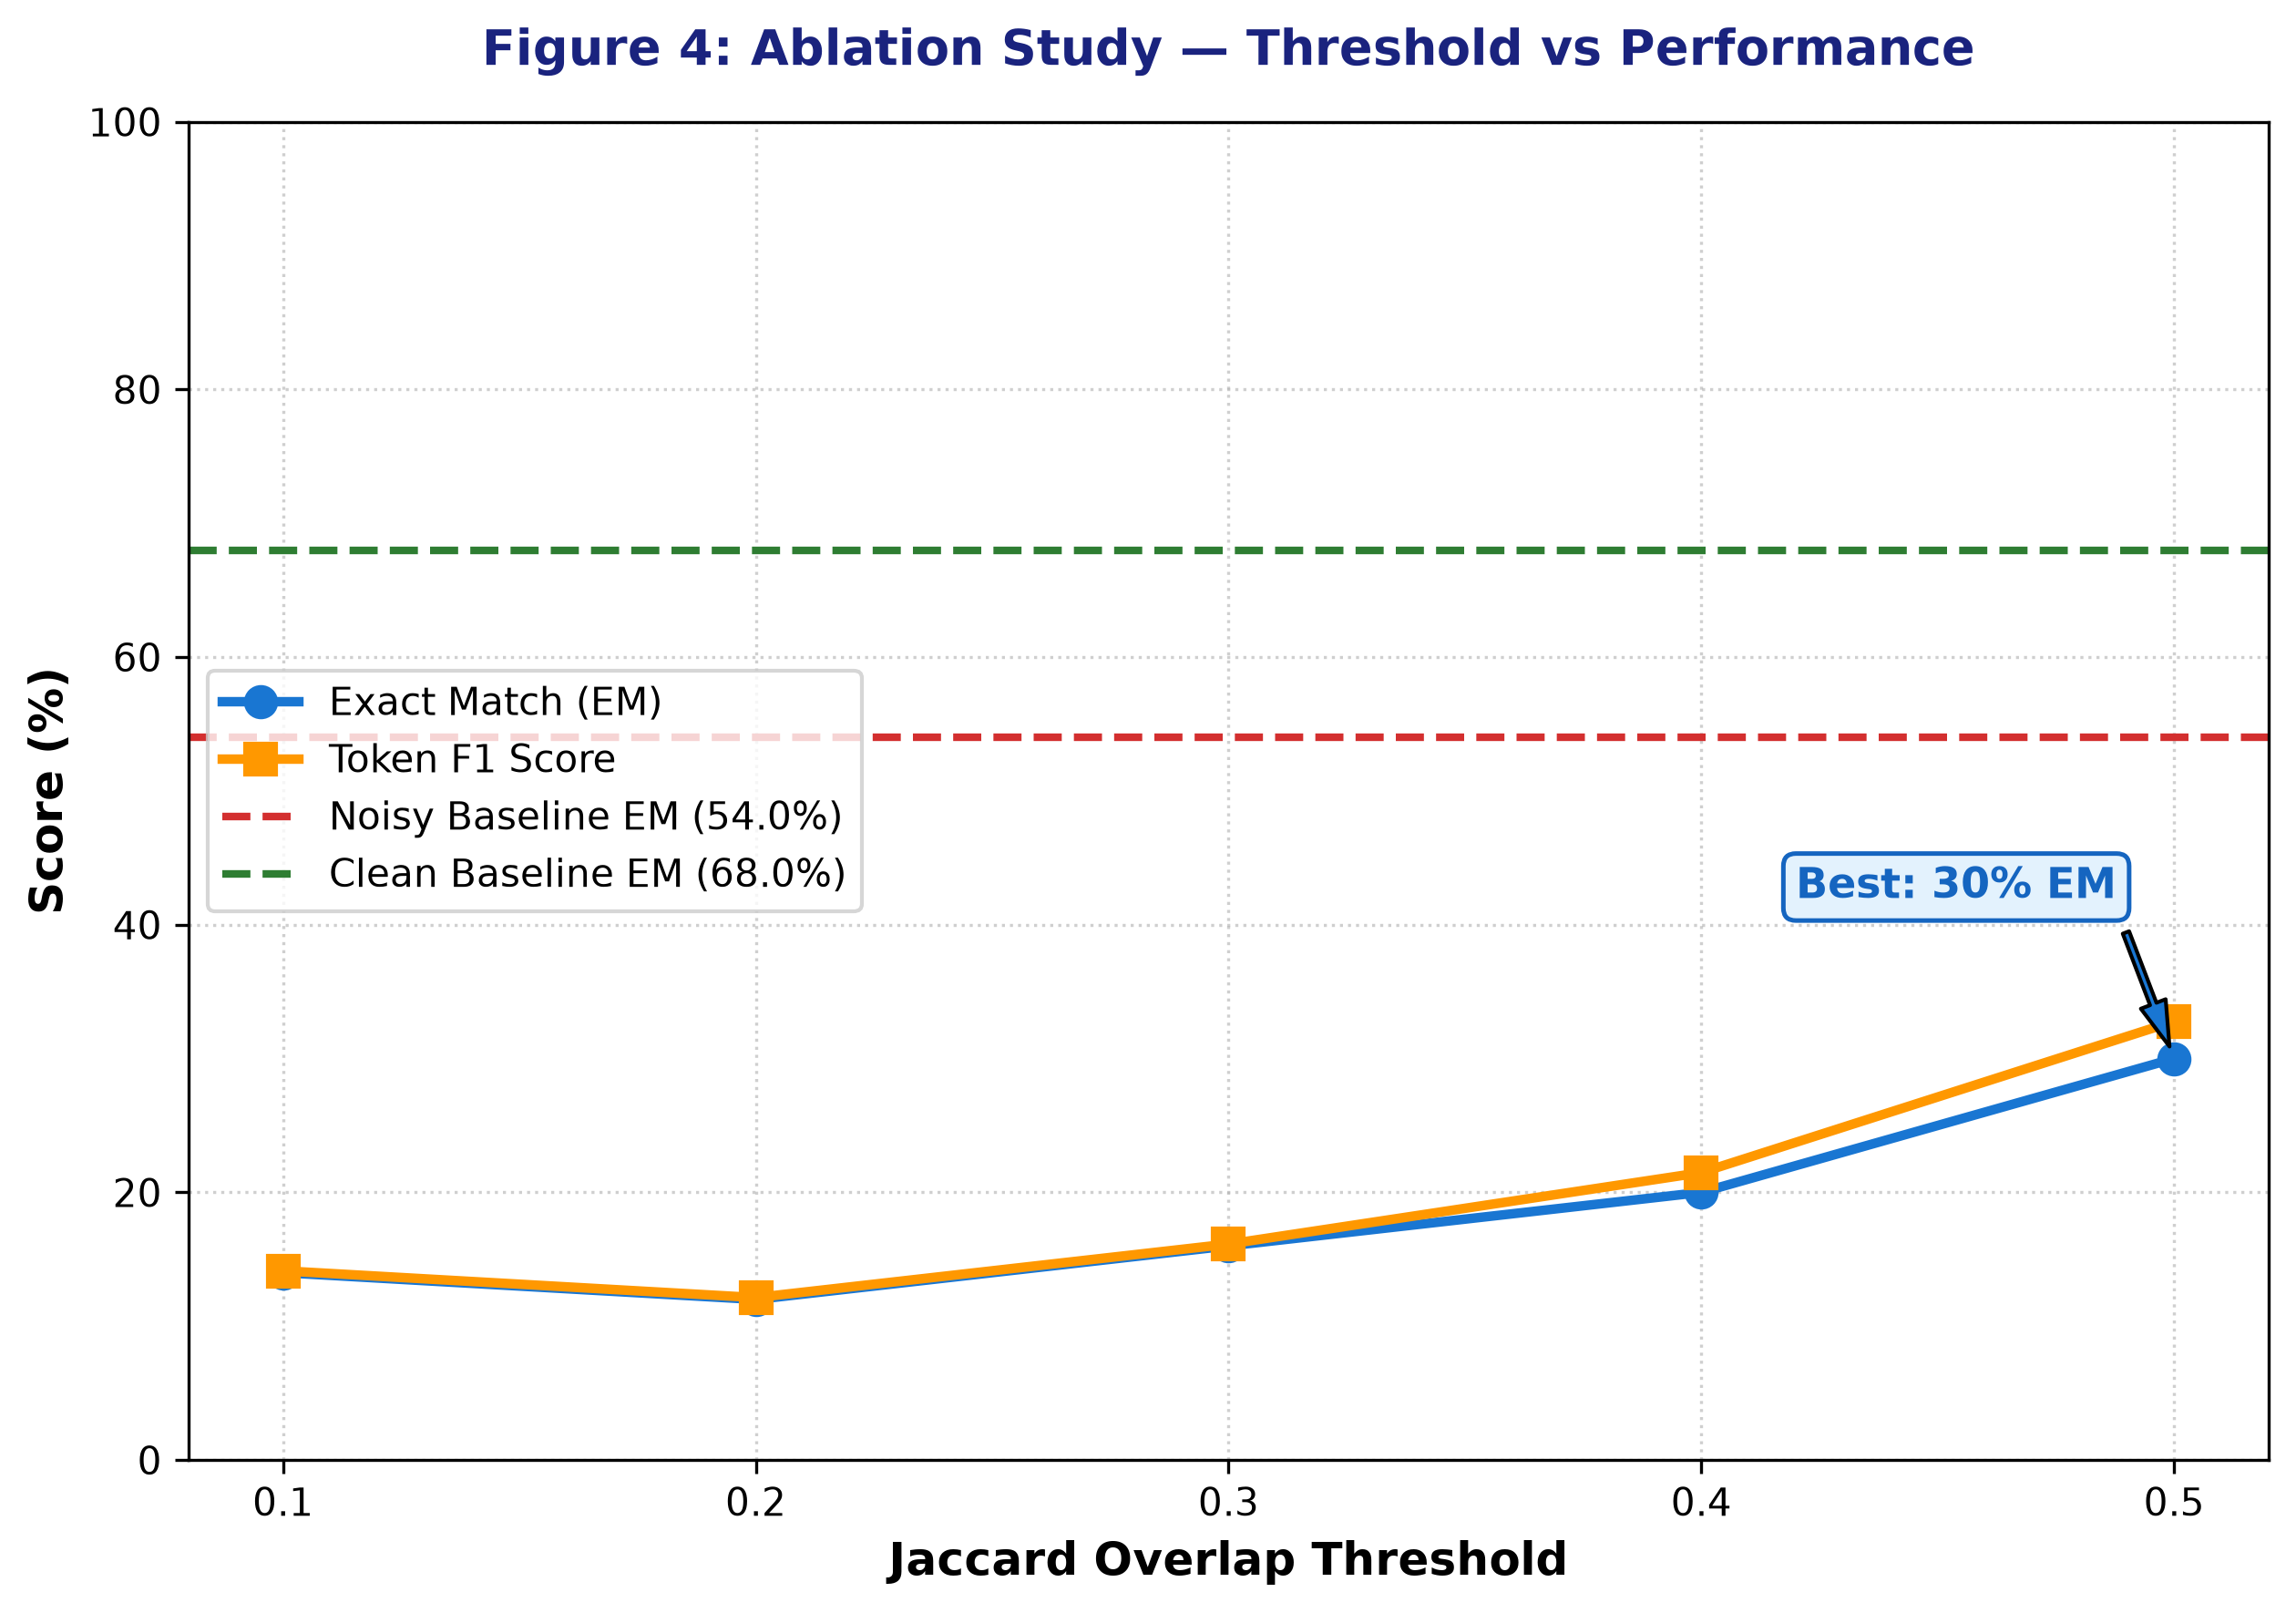 Figure 4: Ablation Study — Threshold vs Performance
Score (%)
100
80
60
40
20
0
Exact Match (EM)
Token F1 Score
Noisy Baseline EM (54.0%)
Clean Baseline EM (68.0%)
Best: 30% EM
0.1 0.2 0.3 0.4 0.5
Jaccard Overlap Threshold